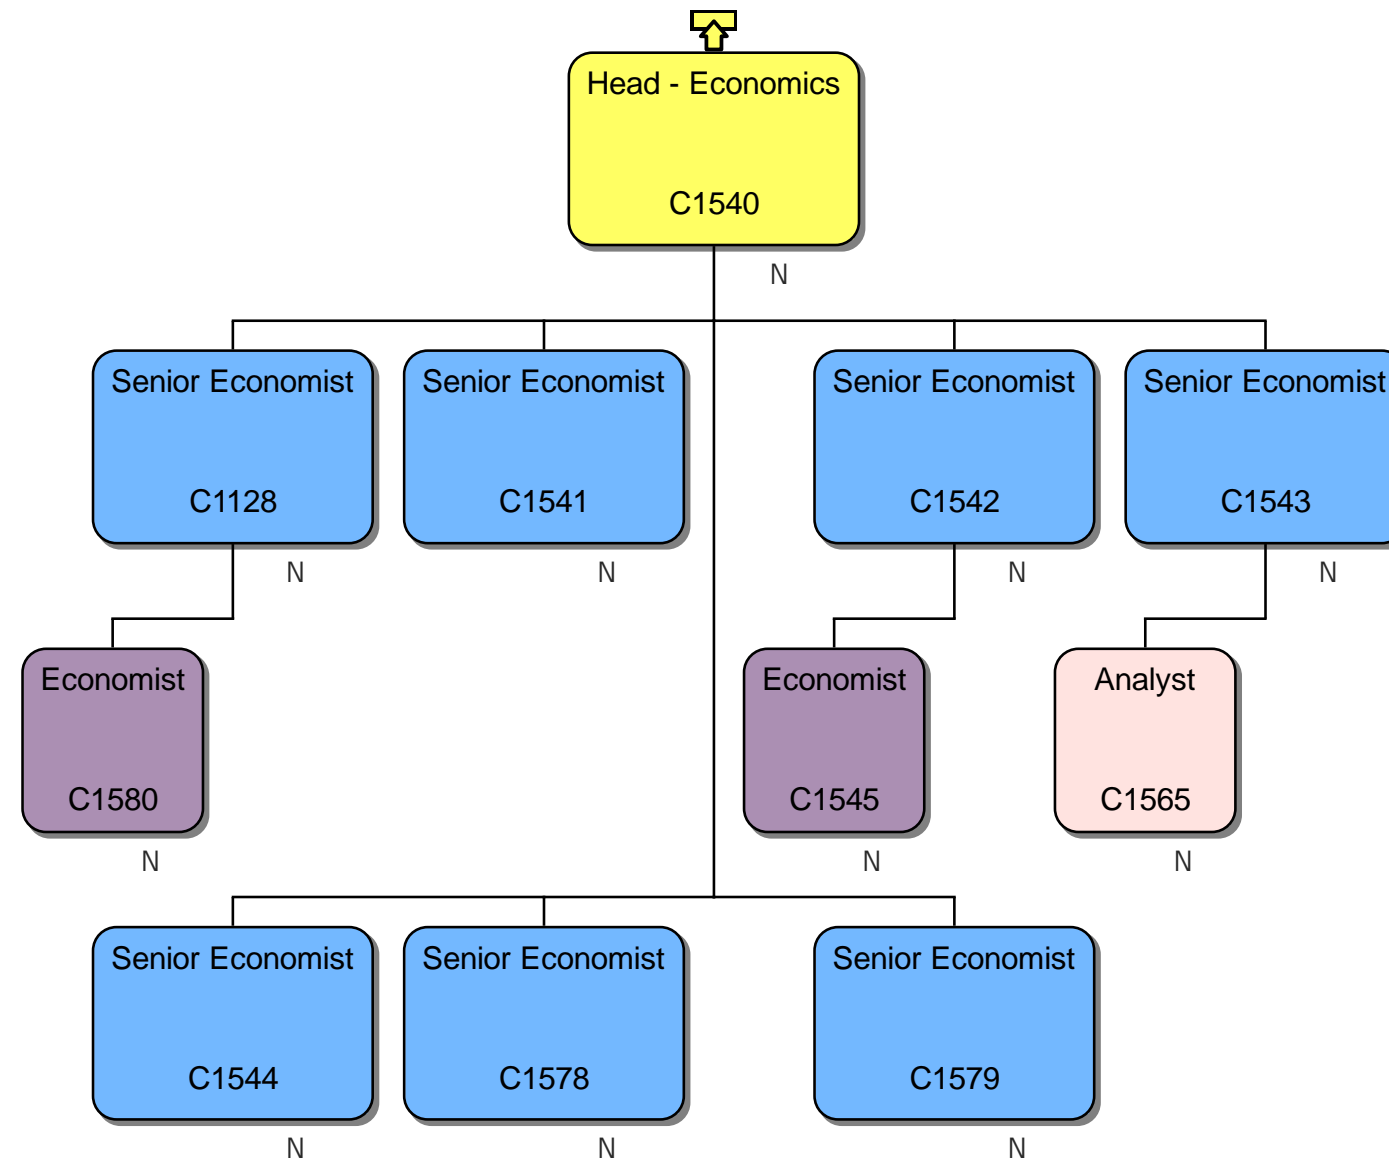 Head - Economics
C1540
N
Senior Economist
C1128
N
Senior Economist
C1541
N
Senior Economist
C1542
N
Senior Economist
C1543
N
Economist
C1580
N
Economist
C1545
N
Analyst
C1565
N
Senior Economist
C1544
N
Senior Economist
C1578
N
Senior Economist
C1579
N